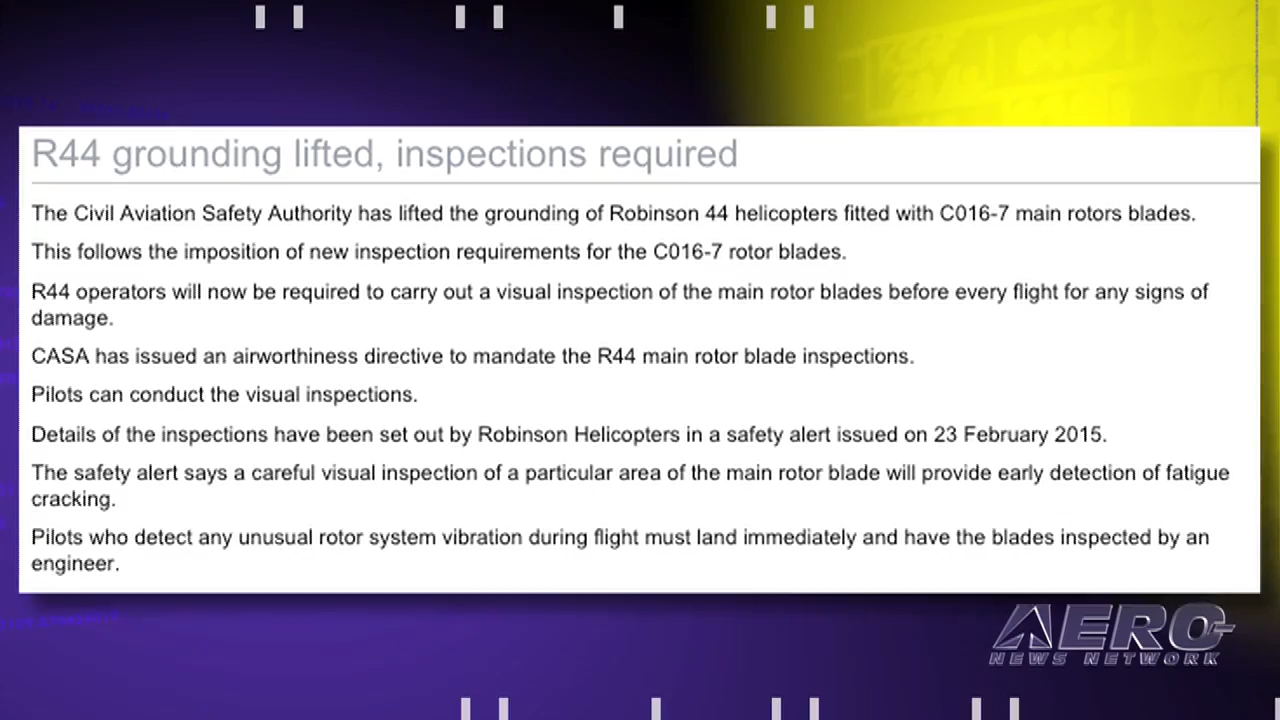 R44 grounding lifted, inspections required
The Civil Aviation Safety Authority has lifted the grounding of Robinson 44 helicopters fitted with C016-7 main rotors blades.
This follows the imposition of new inspection requirements for the C016-7 rotor blades.
R44 operators will now be required to carry out a visual inspection of the main rotor blades before every flight for any signs of
damage.
CASA has issued an airworthiness directive to mandate the R44 main rotor blade inspections.
Pilots can conduct the visual inspections.
Details of the inspections have been set out by Robinson Helicopters in a safety alert issued on 23 February 2015.
The safety alert says a careful visual inspection of a particular area of the main rotor blade will provide early detection of fatigue
cracking.
Pilots who detect any unusual rotor system vibration during flight must land immediately and have the blades inspected by an
engineer.
AERO-
NEWS NETWORK